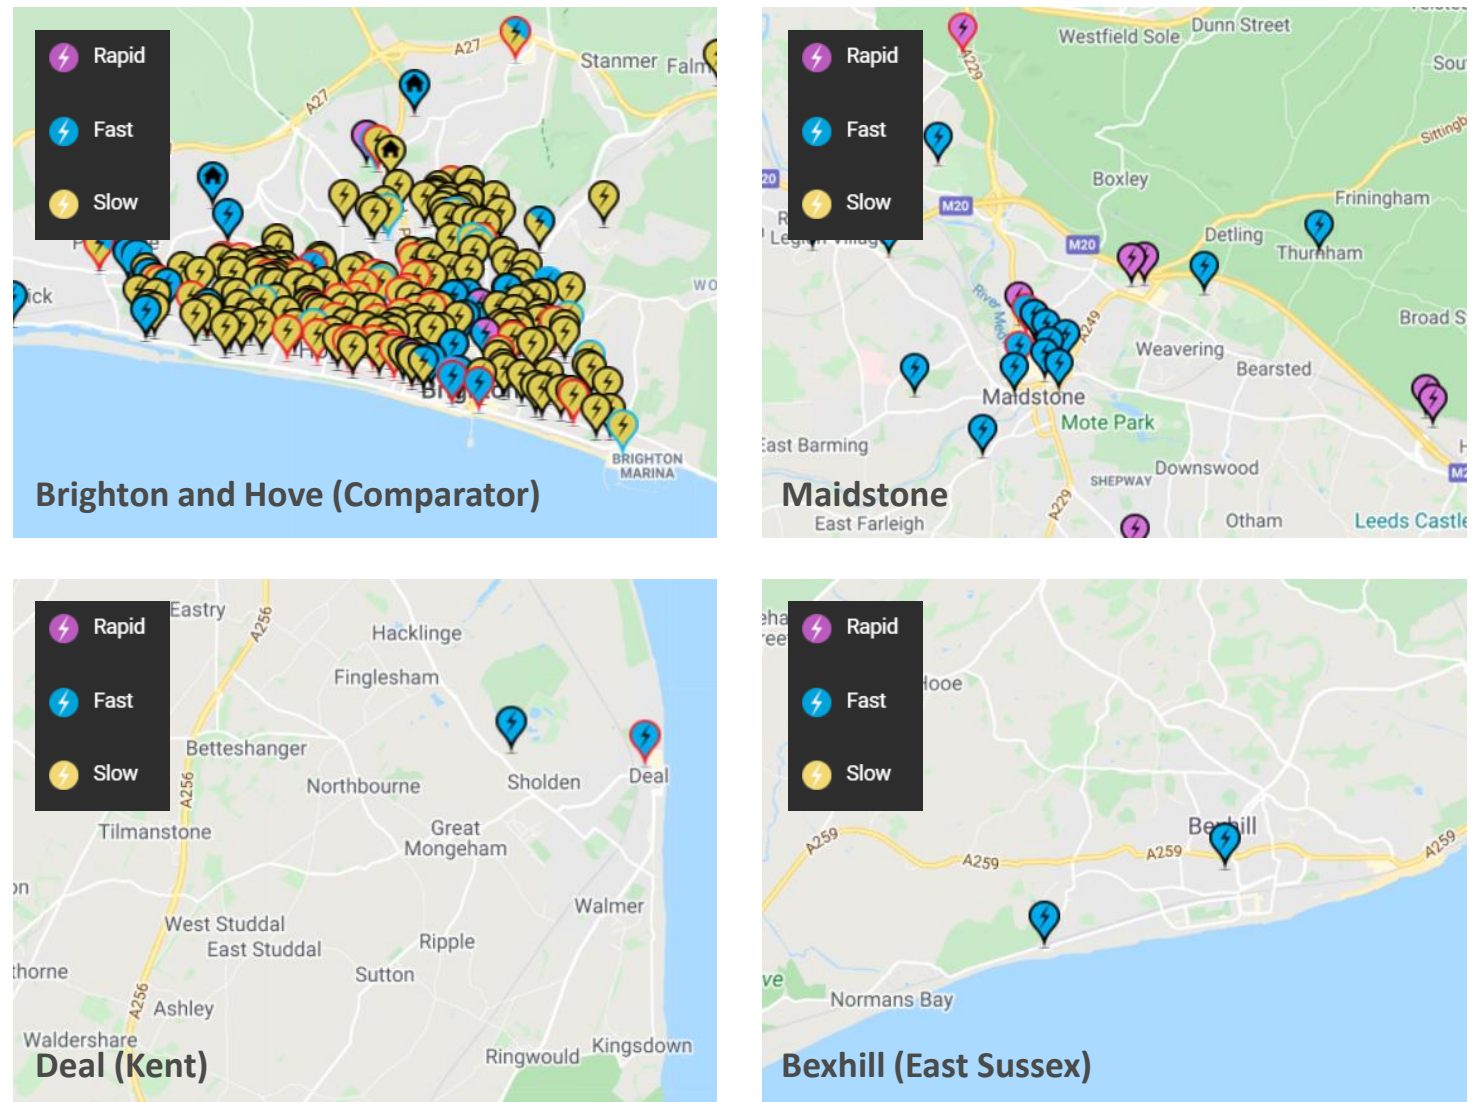 Rapid
Fast
Slow
A27
A27
Stanmer
ick
BRIGHTON
MARINA
Brighton and Hove (Comparator)
Rapid
Fast
Slow
A229
Westfield Sole
Dunn Street
Boxley
M20
M20
Friningham
Detling
Thurnham
A249
Weavering
Bearsted
Maidstone
Mote Park
East Barming
SHEPWAY
Downswood
A229
East Farleigh
Otham
Leeds Castle
Maidstone
Rapid
Fast
Slow
Eastry
A256
Hacklinge
Finglesham
Betteshanger
A256
Northbourne
Sholden
Deal
Tilmanstone
Great
Mongeham
Walmer
West Studdal
East Studdal
Ripple
Sutton
thorne
A256
Ashley
Waldershare
Ringwould
Kingsdown
Deal (Kent)
Rapid
Fast
Slow
Hooe
Bexhill
A259
A259
A259
A259
Normans Bay
Bexhill (East Sussex)